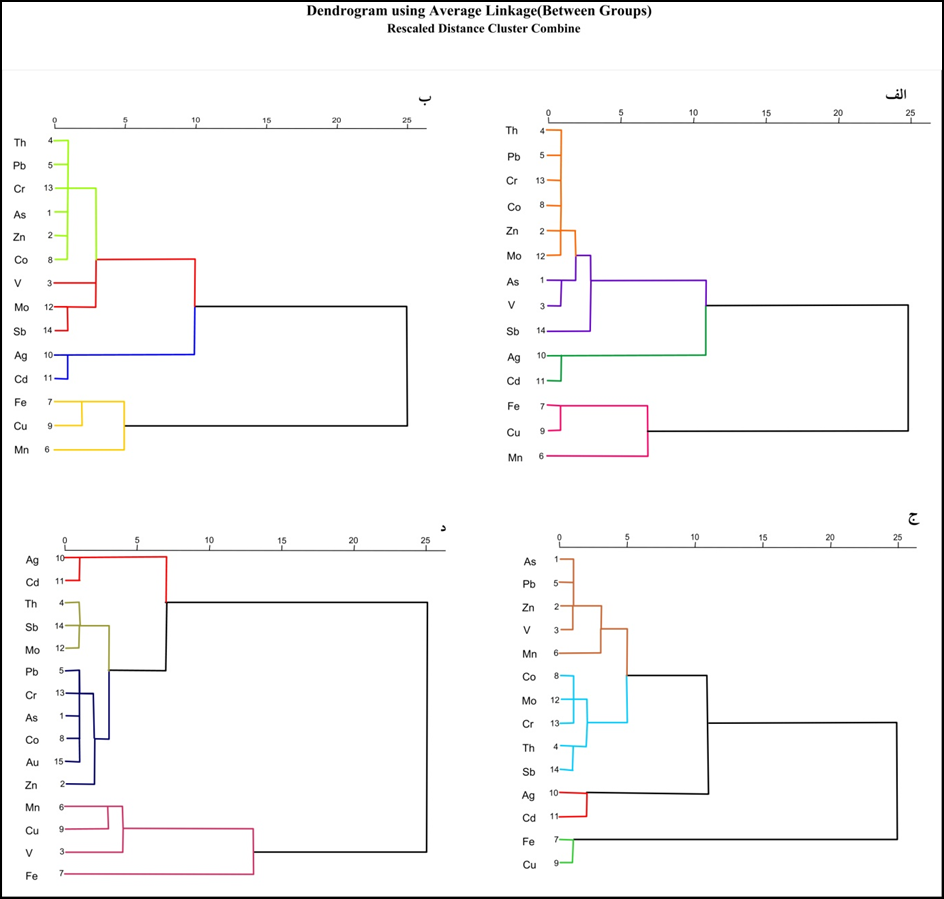 Dendrogram using Average Linkage(Between Groups)
Rescaled Distance Cluster Combine
الف
0 5 10 15 20 25
Th 4
Pb 5
Cr 13
Co 8
Zn 2
Mo 12
As 1
V 3
Sb 14
Ag 10
Cd 11
Fe 7
Cu 9
Mn 6
ب
0 5 10 15 20 25
Th 4
Pb 5
Cr 13
As 1
Zn 2
Co 8
V 3
Mo 12
Sb 14
Ag 10
Cd 11
Fe 7
Cu 9
Mn 6
ج
0 5 10 15 20 25
As 1
Pb 5
Zn 2
V 3
Mn 6
Co 8
Mo 12
Cr 13
Th 4
Sb 14
Ag 10
Cd 11
Fe 7
Cu 9
د
0 5 10 15 20 25
Ag 10
Cd 11
Th 4
Sb 14
Mo 12
Pb 5
Cr 13
As 1
Co 8
Au 15
Zn 2
Mn 6
Cu 9
V 3
Fe 7